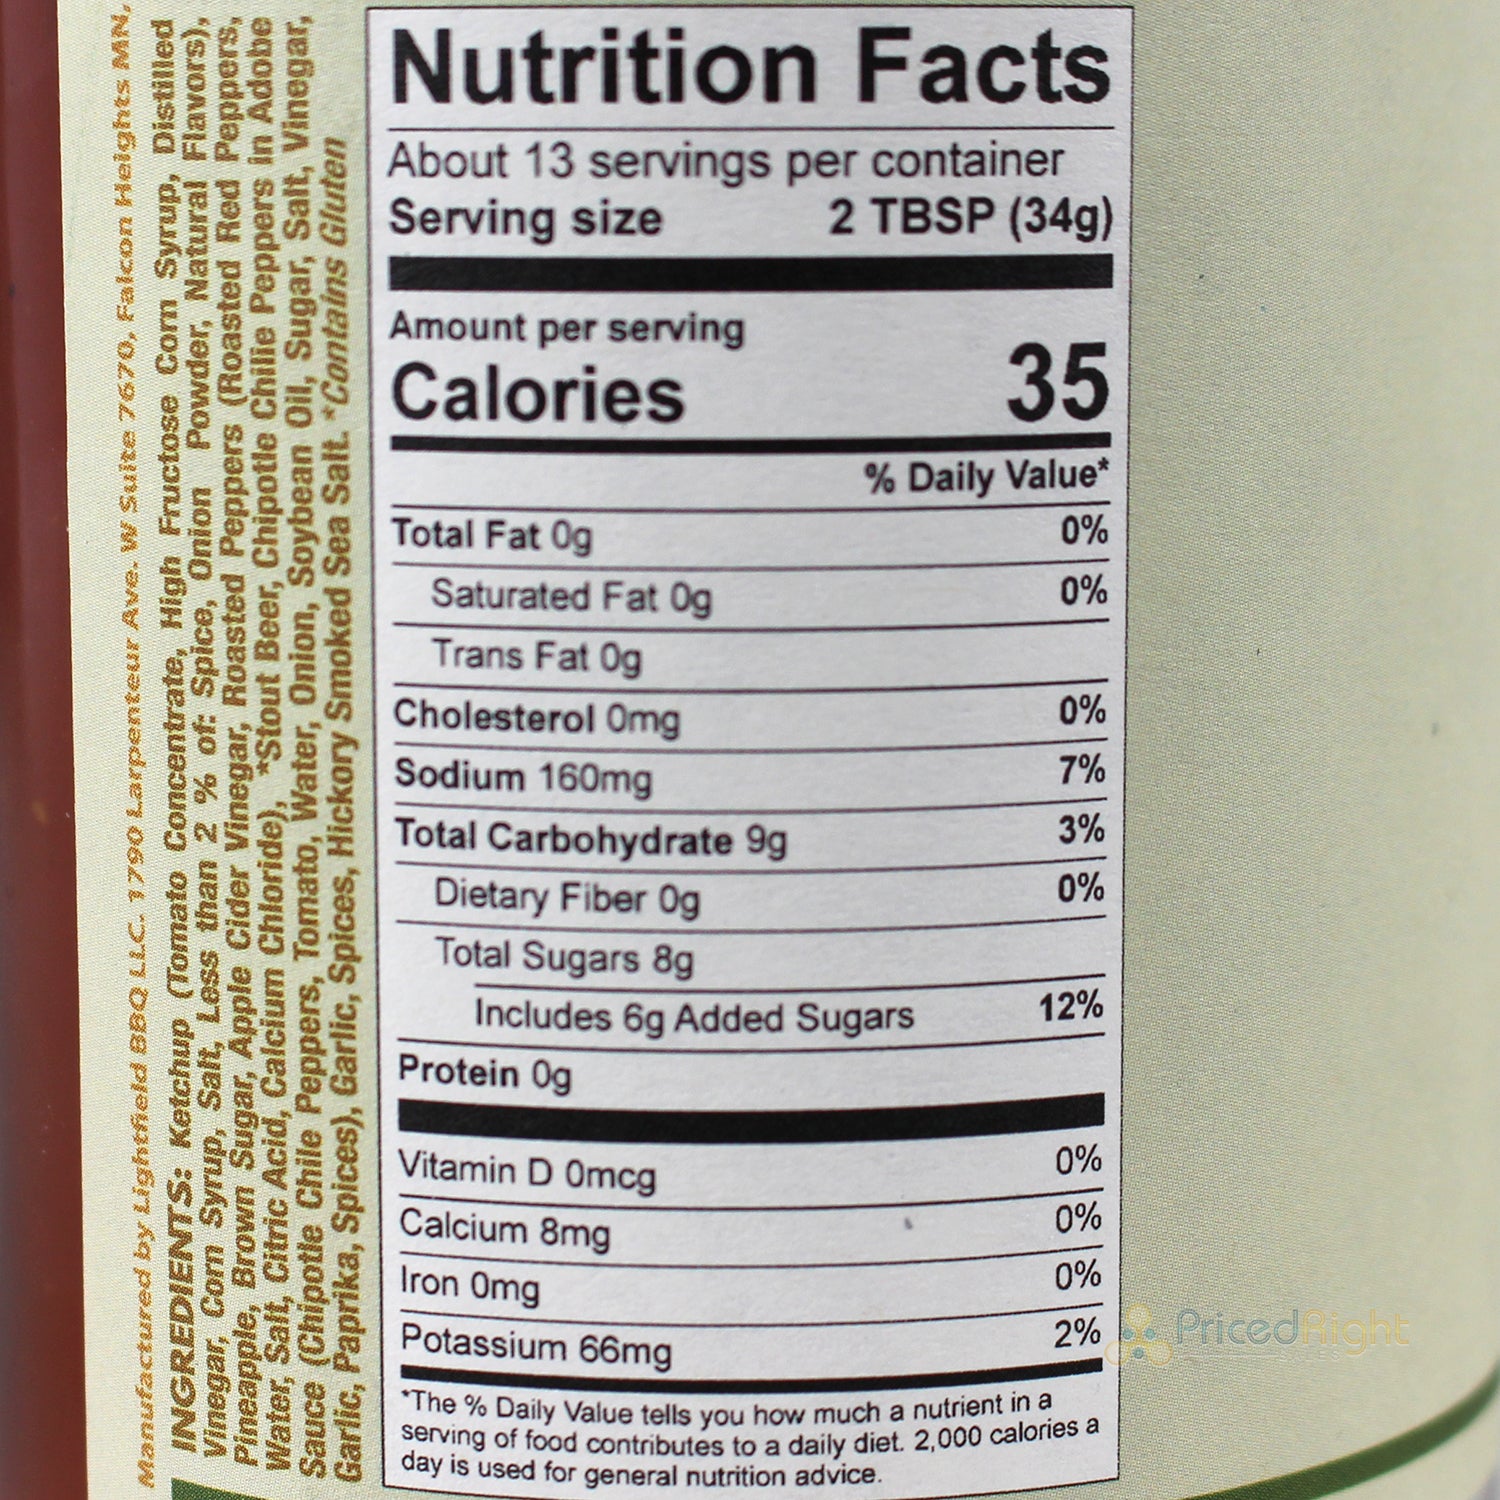 Manufactured by Lightfield BBQ LLC. 1790 Larpenteur Ave. W Suite 7670, Falcon Heights MN,
INGREDIENTS: Ketchup (Tomato Concentrate, High Fructose Corn Syrup, Distilled
Vinegar, Corn Syrup, Salt, Less than 2 % of: Spice, Onion Powder, Natural Flavors),
Pineapple, Brown Sugar, Apple Cider Vinegar, Roasted Peppers (Roasted Red Peppers,
Water, Salt, Citric Acid, Calcium Chloride), *Stout Beer, Chipotle Chilie Peppers in Adobe
Sauce (Chipotle Chile Peppers, Tomato, Water, Onion, Soybean Oil, Sugar, Salt, Vinegar,
Garlic, Paprika, Spices), Garlic, Spices, Hickory Smoked Sea Salt. *Contains Gluten
Nutrition Facts
About 13 servings per container
Serving size 2 TBSP (34g)
Amount per serving
Calories 35
% Daily Value*
Total Fat 0g 0%
Saturated Fat 0g 0%
Trans Fat 0g
Cholesterol 0mg 0%
Sodium 160mg 7%
Total Carbohydrate 9g 3%
Dietary Fiber 0g 0%
Total Sugars 8g
Includes 6g Added Sugars 12%
Protein 0g
Vitamin D 0mcg 0%
Calcium 8mg 0%
Iron 0mg 0%
Potassium 66mg 2%
*The % Daily Value tells you how much a nutrient in a
serving of food contributes to a daily diet. 2,000 calories a
day is used for general nutrition advice.
PricedRight